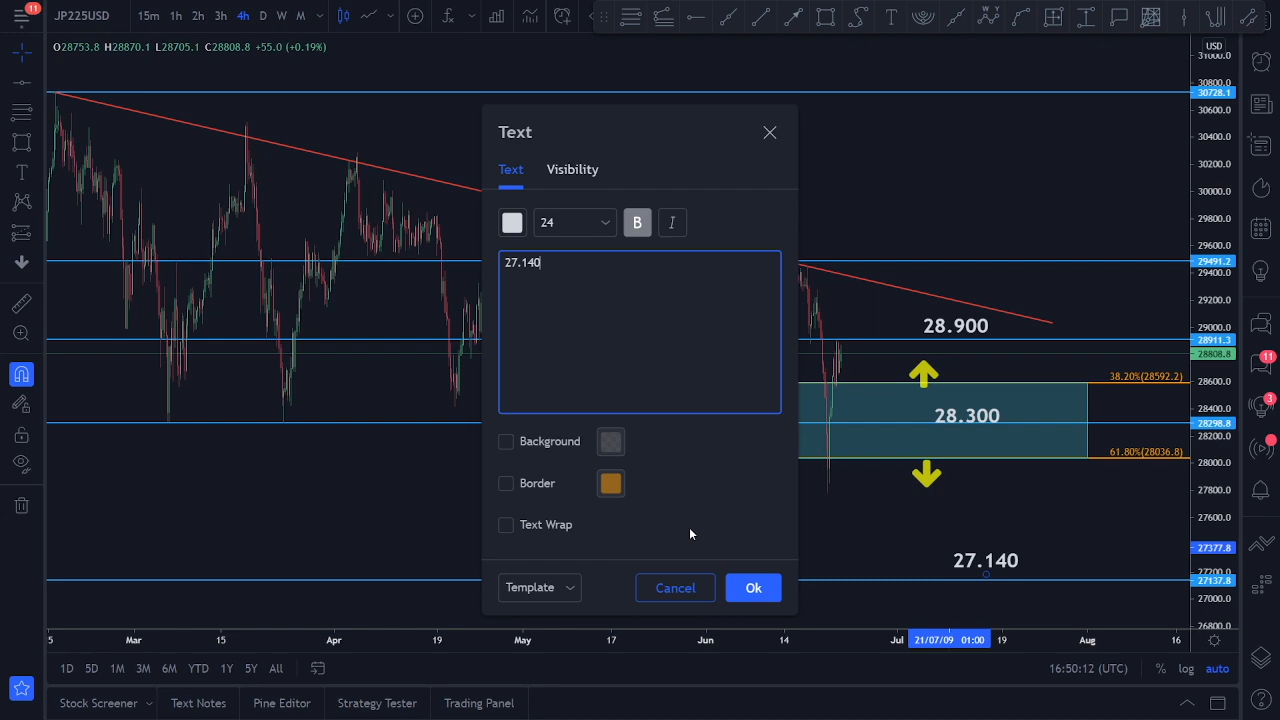 11
JP225USD 15m 1h 2h 3h 4h D W M
O28753.8 H28870.1 L28705.1 C28808.8 +55.0 (+0.19%)
USD
31000.0
30800.0
30728.1
30600.0
30400.0
30200.0
30000.0
29800.0
29600.0
29491.2
29400.0
29200.0
29000.0
28911.3
28808.8
28600.0
28400.0
28298.8
28200.0
28000.0
27800.0
27600.0
27377.8
27200.0
27137.8
27000.0
26800.0
Text
Text Visibility
24 B I
27.140
Background
Border
Text Wrap
Template Cancel Ok
28.900
38.20%(28592.2)
28.300
61.80%(28036.8)
27.140
11
3
5 Mar 15 Apr 19 May 17 Jun 14 Jul 21/07/09 01:00 19 Aug 16
1D 5D 1M 3M 6M YTD 1Y 5Y All 16:50:12 (UTC) % log auto
Stock Screener Text Notes Pine Editor Strategy Tester Trading Panel